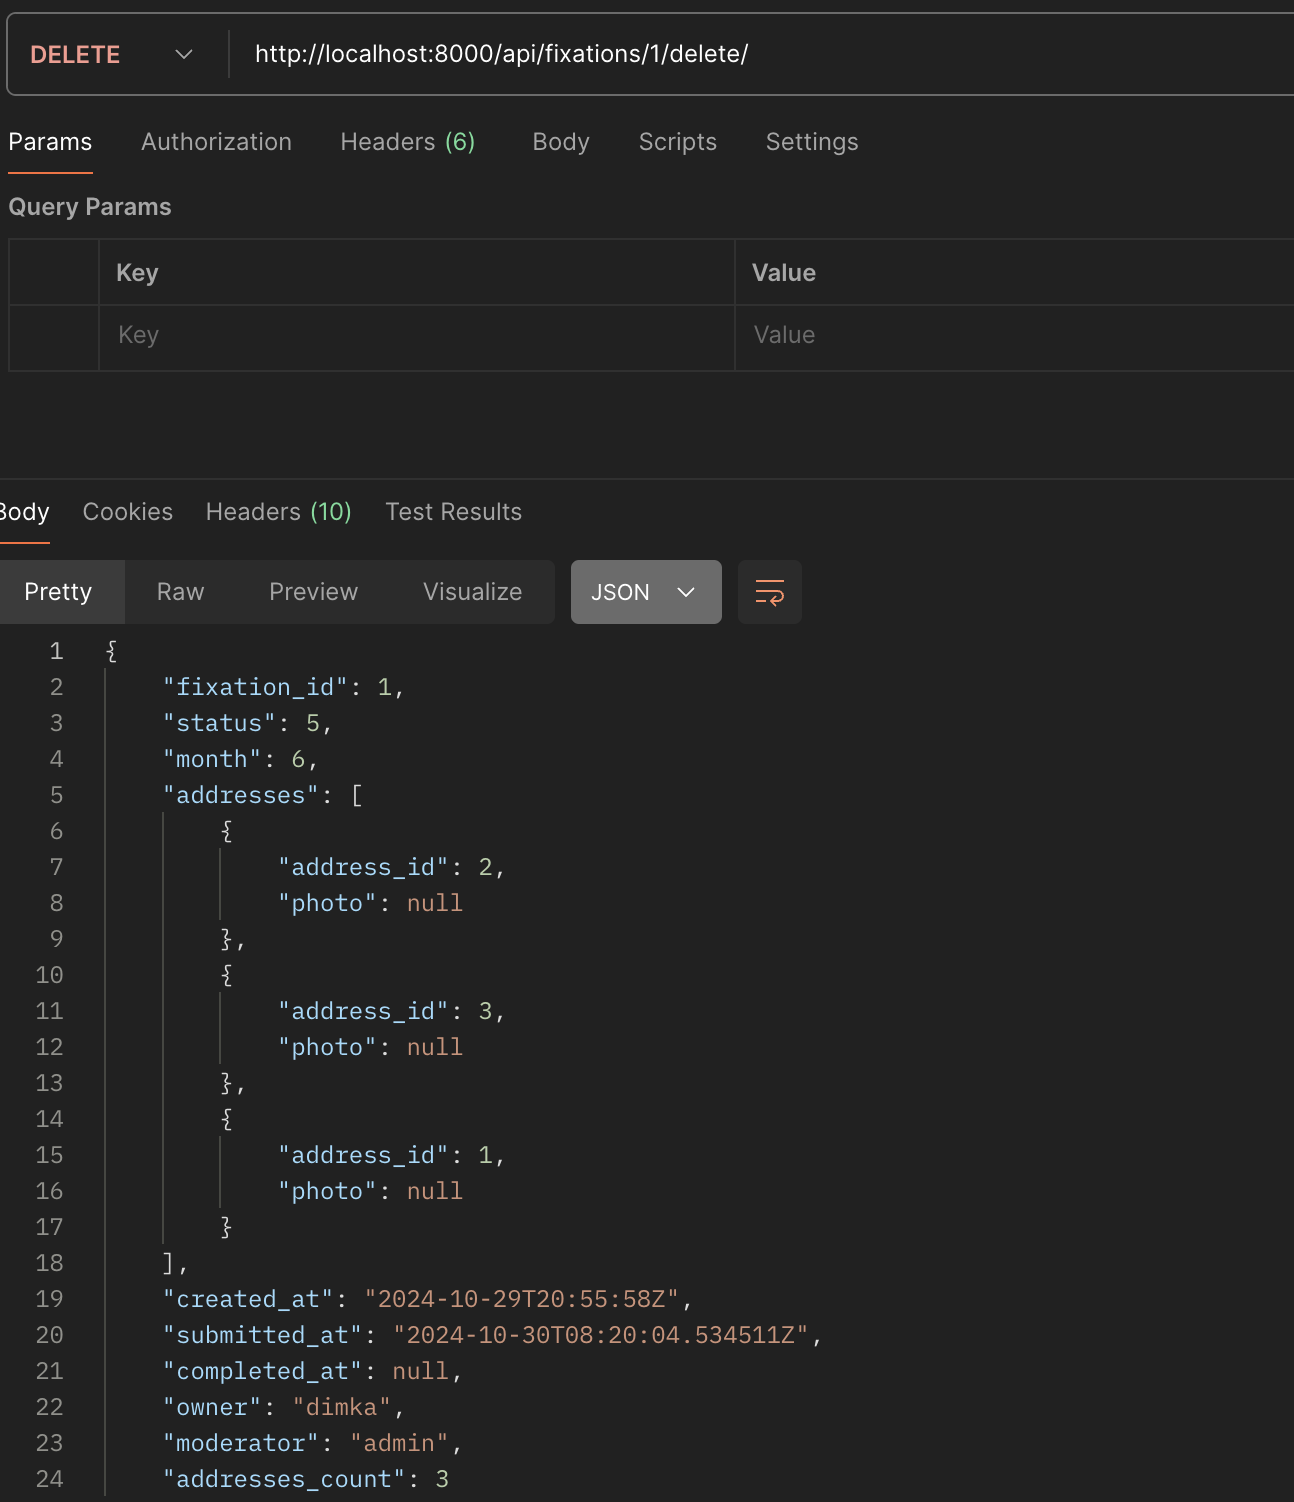 DELETE http://localhost:8000/api/fixations/1/delete/
Params Authorization Headers (6) Body Scripts Settings
Query Params
Key Value
Key Value
Body Cookies Headers (10) Test Results
Pretty Raw Preview Visualize JSON
1 {
2 "fixation_id": 1,
3 "status": 5,
4 "month": 6,
5 "addresses": [
6 {
7 "address_id": 2,
8 "photo": null
9 },
10 {
11 "address_id": 3,
12 "photo": null
13 },
14 {
15 "address_id": 1,
16 "photo": null
17 }
18 ],
19 "created_at": "2024-10-29T20:55:58Z",
20 "submitted_at": "2024-10-30T08:20:04.534511Z",
21 "completed_at": null,
22 "owner": "dimka",
23 "moderator": "admin",
24 "addresses_count": 3